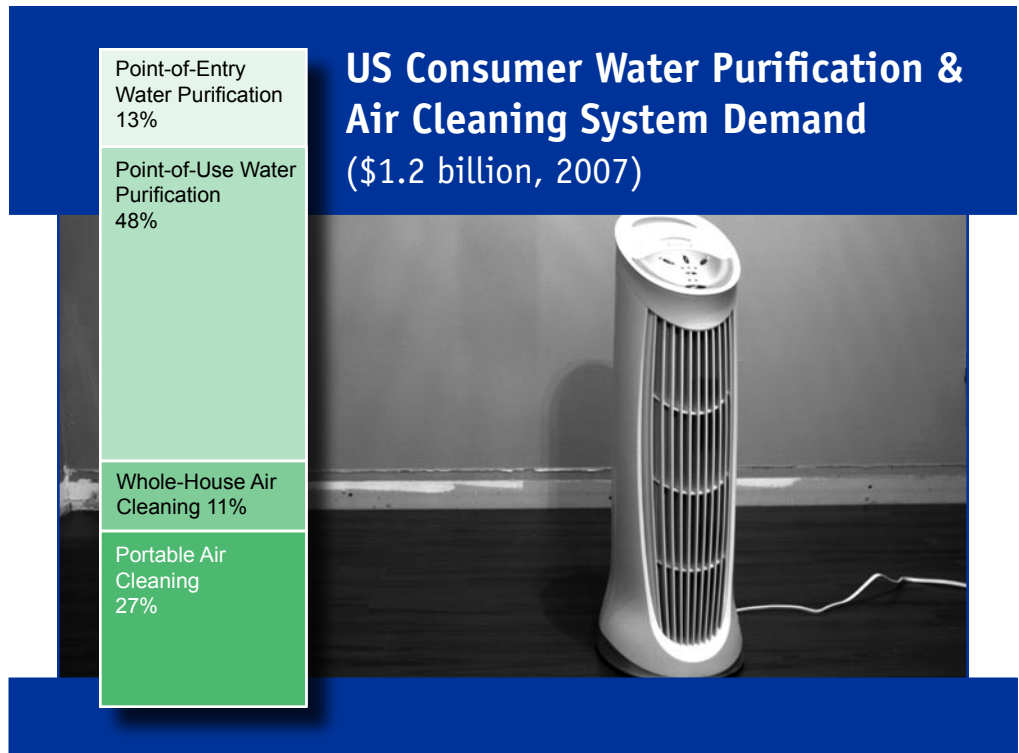 US Consumer Water Purification &
Air Cleaning System Demand
($1.2 billion, 2007)
Point-of-Entry
Water Purification
13%
Point-of-Use Water
Purification
48%
Whole-House Air
Cleaning 11%
Portable Air
Cleaning
27%